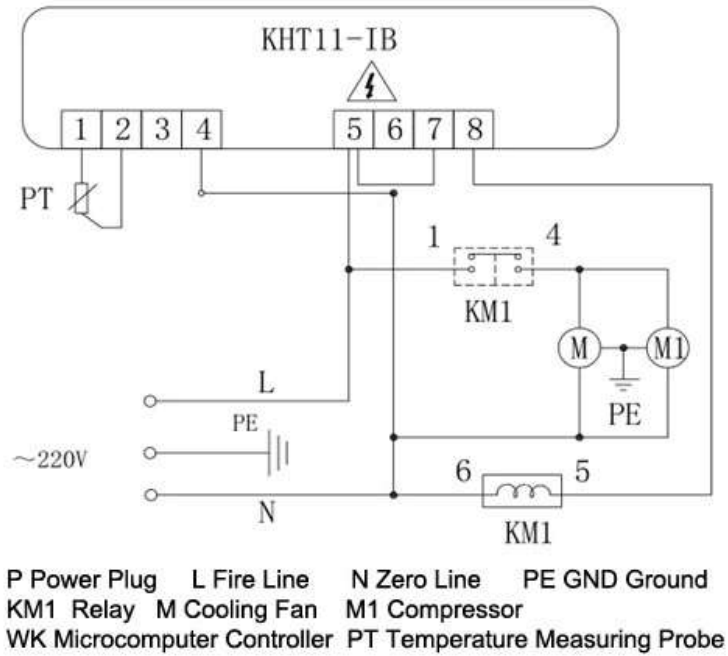 KHT11-IB
1 2 3 4 5 6 7 8
PT
1 4
KM1
M M1
L
PE PE
~220V
6 5
N
KM1
P Power Plug L Fire Line N Zero Line PE GND Ground
KM1 Relay M Cooling Fan M1 Compressor
WK Microcomputer Controller PT Temperature Measuring Probe